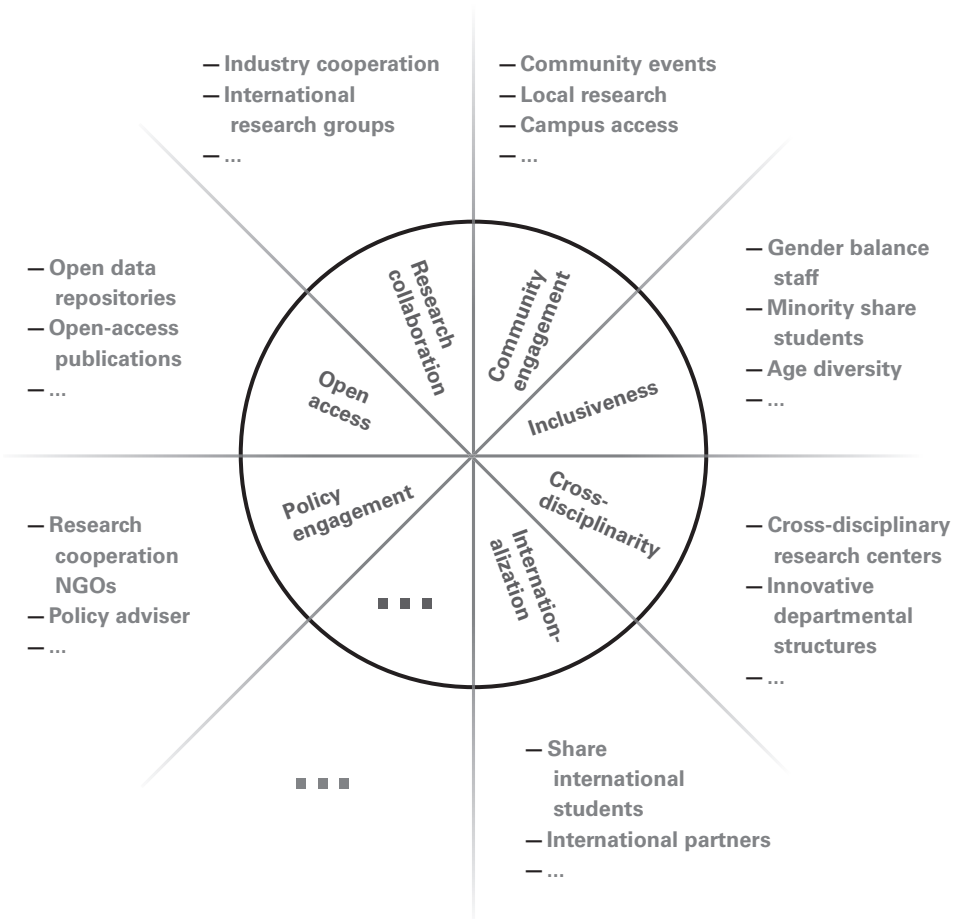 — Industry cooperation
— International
research groups
— ...
— Community events
— Local research
— Campus access
— ...
— Open data
repositories
— Open-access
publications
— ...
— Gender balance
staff
— Minority share
students
— Age diversity
— ...
Research
collaboration
Community
engagement
Open
access
Inclusiveness
Policy
engagement
Cross-
disciplinarity
...
Internation-
alization
— Research
cooperation
NGOs
— Policy adviser
— ...
— Cross-disciplinary
research centers
— Innovative
departmental
structures
— ...
...
— Share
international
students
— International partners
— ...